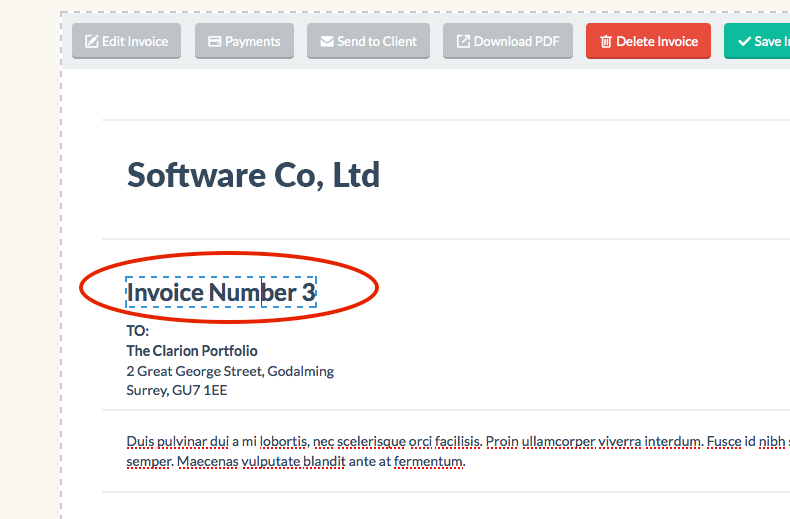 Edit Invoice Payments Send to Client Download PDF Delete Invoice Save
Software Co, Ltd
Invoice Number 3
TO:
The Clarion Portfolio
2 Great George Street, Godalming
Surrey, GU7 1EE
Duis pulvinar dui a mi lobortis, nec scelerisque orci facilisis. Proin ullamcorper viverra interdum. Fusce id nibh
semper. Maecenas vulputate blandit ante at fermentum.